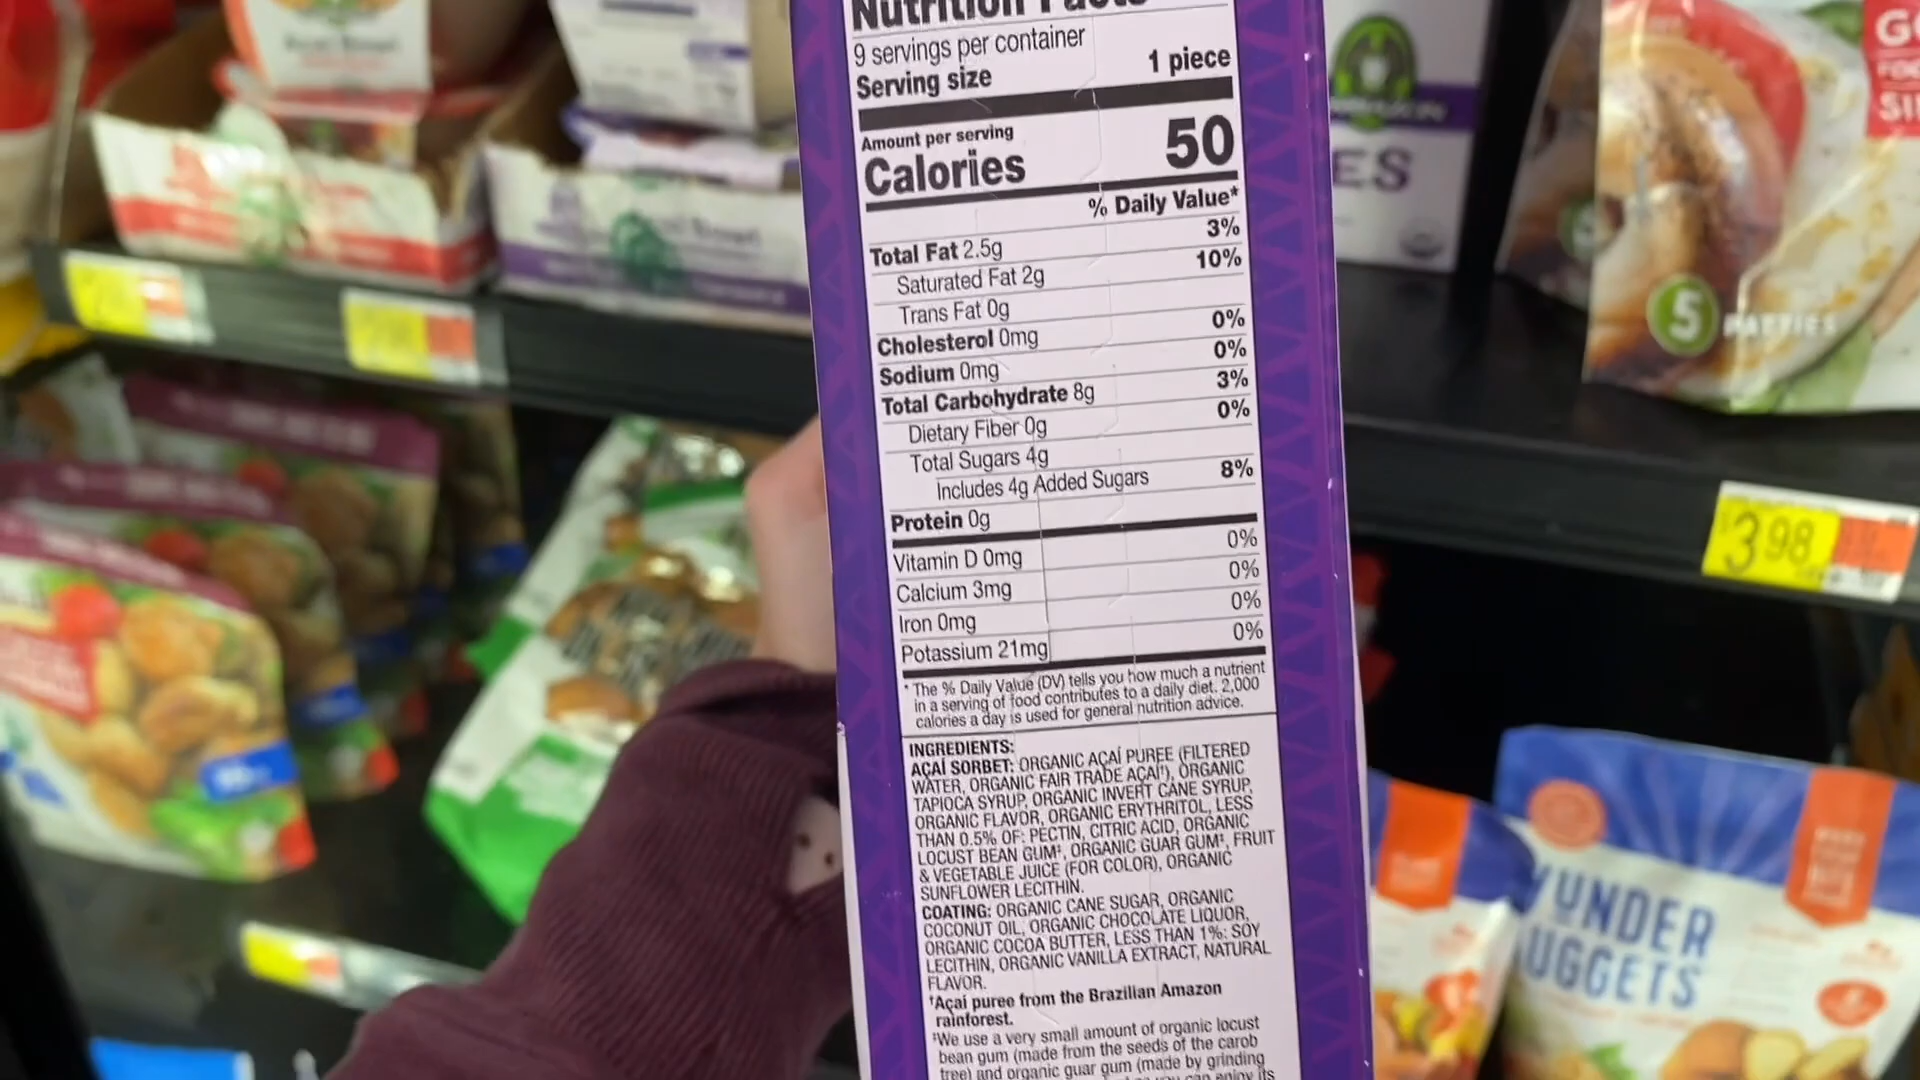 Nutrition Facts
9 servings per container
Serving size 1 piece
Amount per serving
Calories 50
% Daily Value*
Total Fat 2.5g 3%
Saturated Fat 2g 10%
Trans Fat 0g
Cholesterol 0mg 0%
Sodium 0mg 0%
Total Carbohydrate 8g 3%
Dietary Fiber 0g 0%
Total Sugars 4g
Includes 4g Added Sugars 8%
Protein 0g
Vitamin D 0mg 0%
Calcium 3mg 0%
Iron 0mg 0%
Potassium 21mg 0%
* The % Daily Value (DV) tells you how much a nutrient
in a serving of food contributes to a daily diet. 2,000
calories a day is used for general nutrition advice.
INGREDIENTS:
AÇAÍ SORBET: ORGANIC AÇAÍ PUREE (FILTERED
WATER, ORGANIC FAIR TRADE AÇAI†), ORGANIC
TAPIOCA SYRUP, ORGANIC INVERT CANE SYRUP,
ORGANIC FLAVOR, ORGANIC ERYTHRITOL, LESS
THAN 0.5% OF: PECTIN, CITRIC ACID, ORGANIC
LOCUST BEAN GUM‡, ORGANIC GUAR GUM‡, FRUIT
& VEGETABLE JUICE (FOR COLOR), ORGANIC
SUNFLOWER LECITHIN.
COATING: ORGANIC CANE SUGAR, ORGANIC
COCONUT OIL, ORGANIC CHOCOLATE LIQUOR,
ORGANIC COCOA BUTTER, LESS THAN 1%: SOY
LECITHIN, ORGANIC VANILLA EXTRACT, NATURAL
FLAVOR.
†Açaí puree from the Brazilian Amazon
rainforest.
‡We use a very small amount of organic locust
bean gum (made from the seeds of the carob
tree) and organic guar gum (made by grinding
you can enjoy its
ES
5 PATTIES
3.98
GO
SI
UNDER
UGGETS